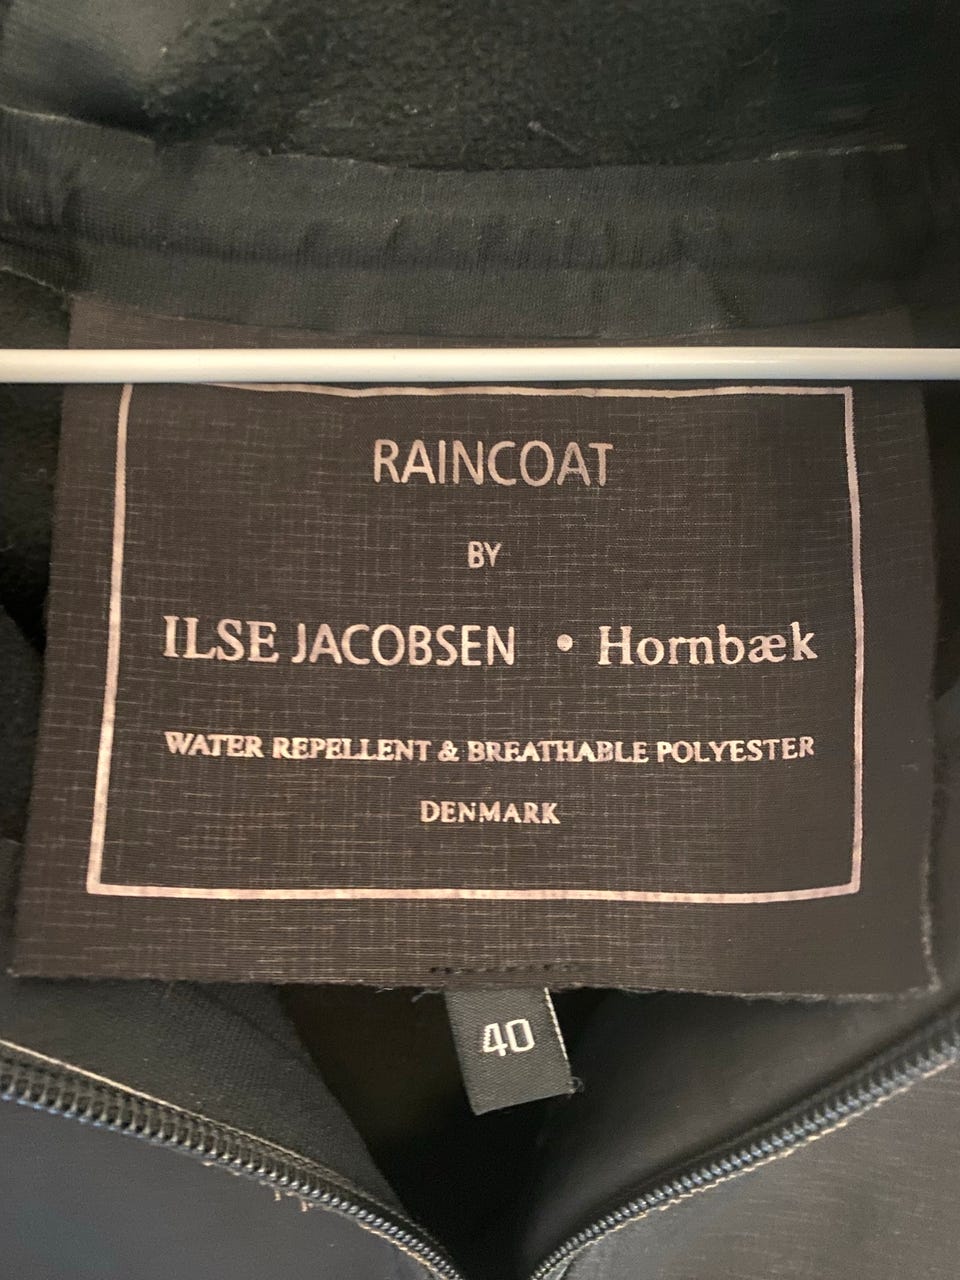 RAINCOAT
BY
ILSE JACOBSEN • Hornbæk
WATER REPELLENT & BREATHABLE POLYESTER
DENMARK
40